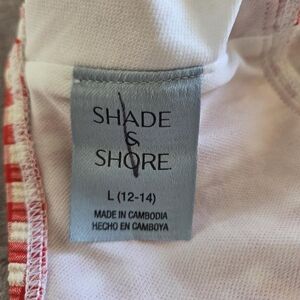 SHADE
&
SHORE
L (12-14)
MADE IN CAMBODIA
HECHO EN CAMBOYA